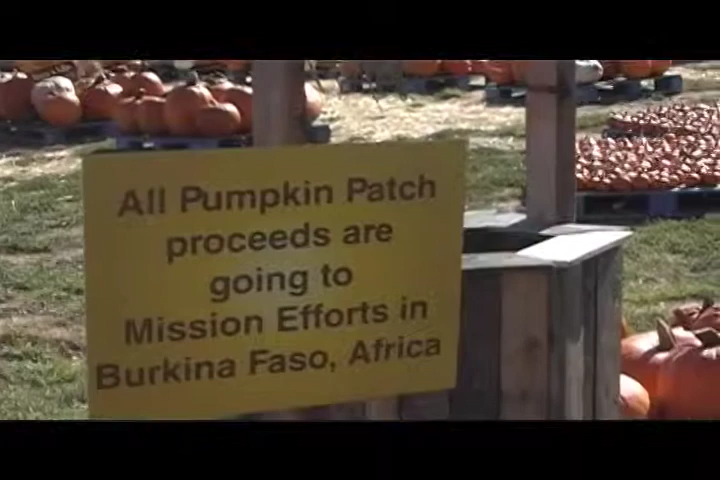 All Pumpkin Patch
proceeds are
going to
Mission Efforts in
Burkina Faso, Africa